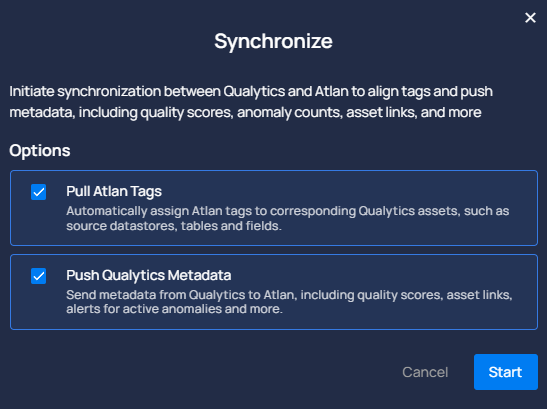 Synchronize
Initiate synchronization between Qualytics and Atlan to align tags and push
metadata, including quality scores, anomaly counts, asset links, and more
Options
Pull Atlan Tags
Automatically assign Atlan tags to corresponding Qualytics assets, such as
source datastores, tables and fields.
Push Qualytics Metadata
Send metadata from Qualytics to Atlan, including quality scores, asset links,
alerts for active anomalies and more.
Cancel
Start